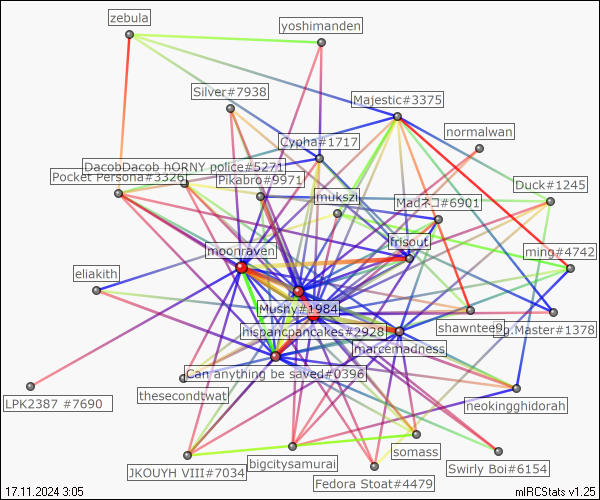 zebula
yoshimanden
Silver#7938
Majestic#3375
normalwan
Cypha#1717
DacobDacob hORNY police#5271
Pocket Persona#3326
Pikabro#9971
Duck#1245
mukszi
Madネコ#6901
frisout
moonraven
ming#4742
eliakith
Mushy#1984
hispancpancakes#2928
shawntee9
g.Master#1378
marcemadness
Can anything be saved#0396
thesecondtwat
LPK2387 #7690
neokingghidorah
somass
JKOUYH VIII#7034
bigcitysamurai
Swirly Boi#6154
Fedora Stoat#4479
17.11.2024 3:05
mIRCStats v1.25